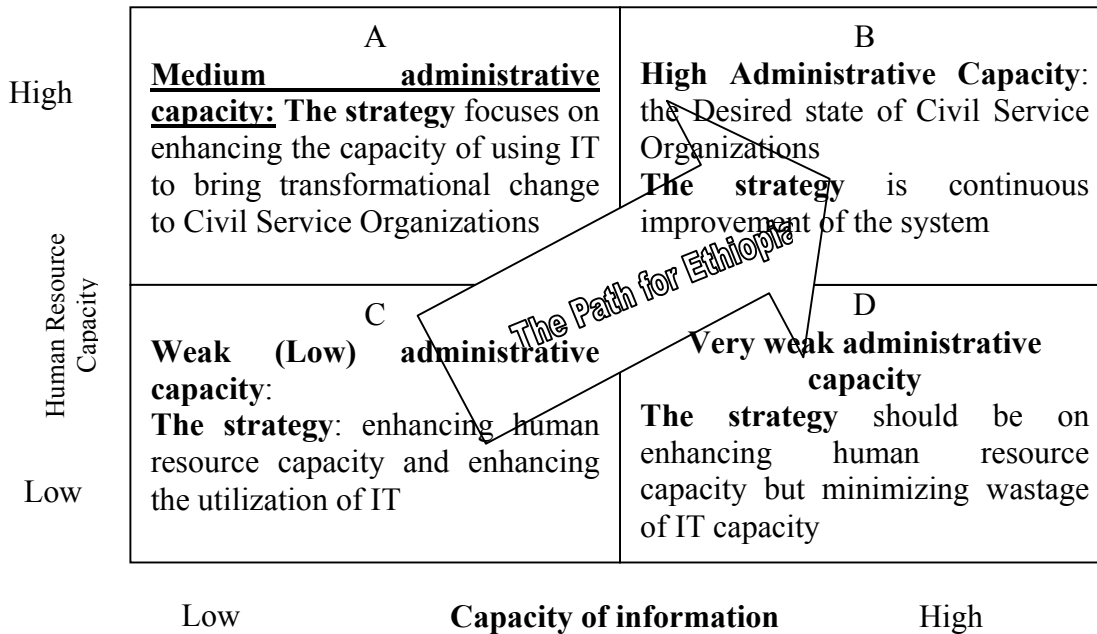 A
Medium administrative
capacity: The strategy focuses on
enhancing the capacity of using IT
to bring transformational change
to Civil Service Organizations
B
High Administrative Capacity:
the Desired state of Civil Service
Organizations
The strategy is continuous
improvement of the system
High
Human Resource
Capacity
Low
The Path for Ethiopia
C
Weak (Low) administrative
capacity:
The strategy: enhancing human
resource capacity and enhancing
the utilization of IT
D
Very weak administrative
capacity
The strategy should be on
enhancing human resource
capacity but minimizing wastage
of IT capacity
Low
Capacity of information
High